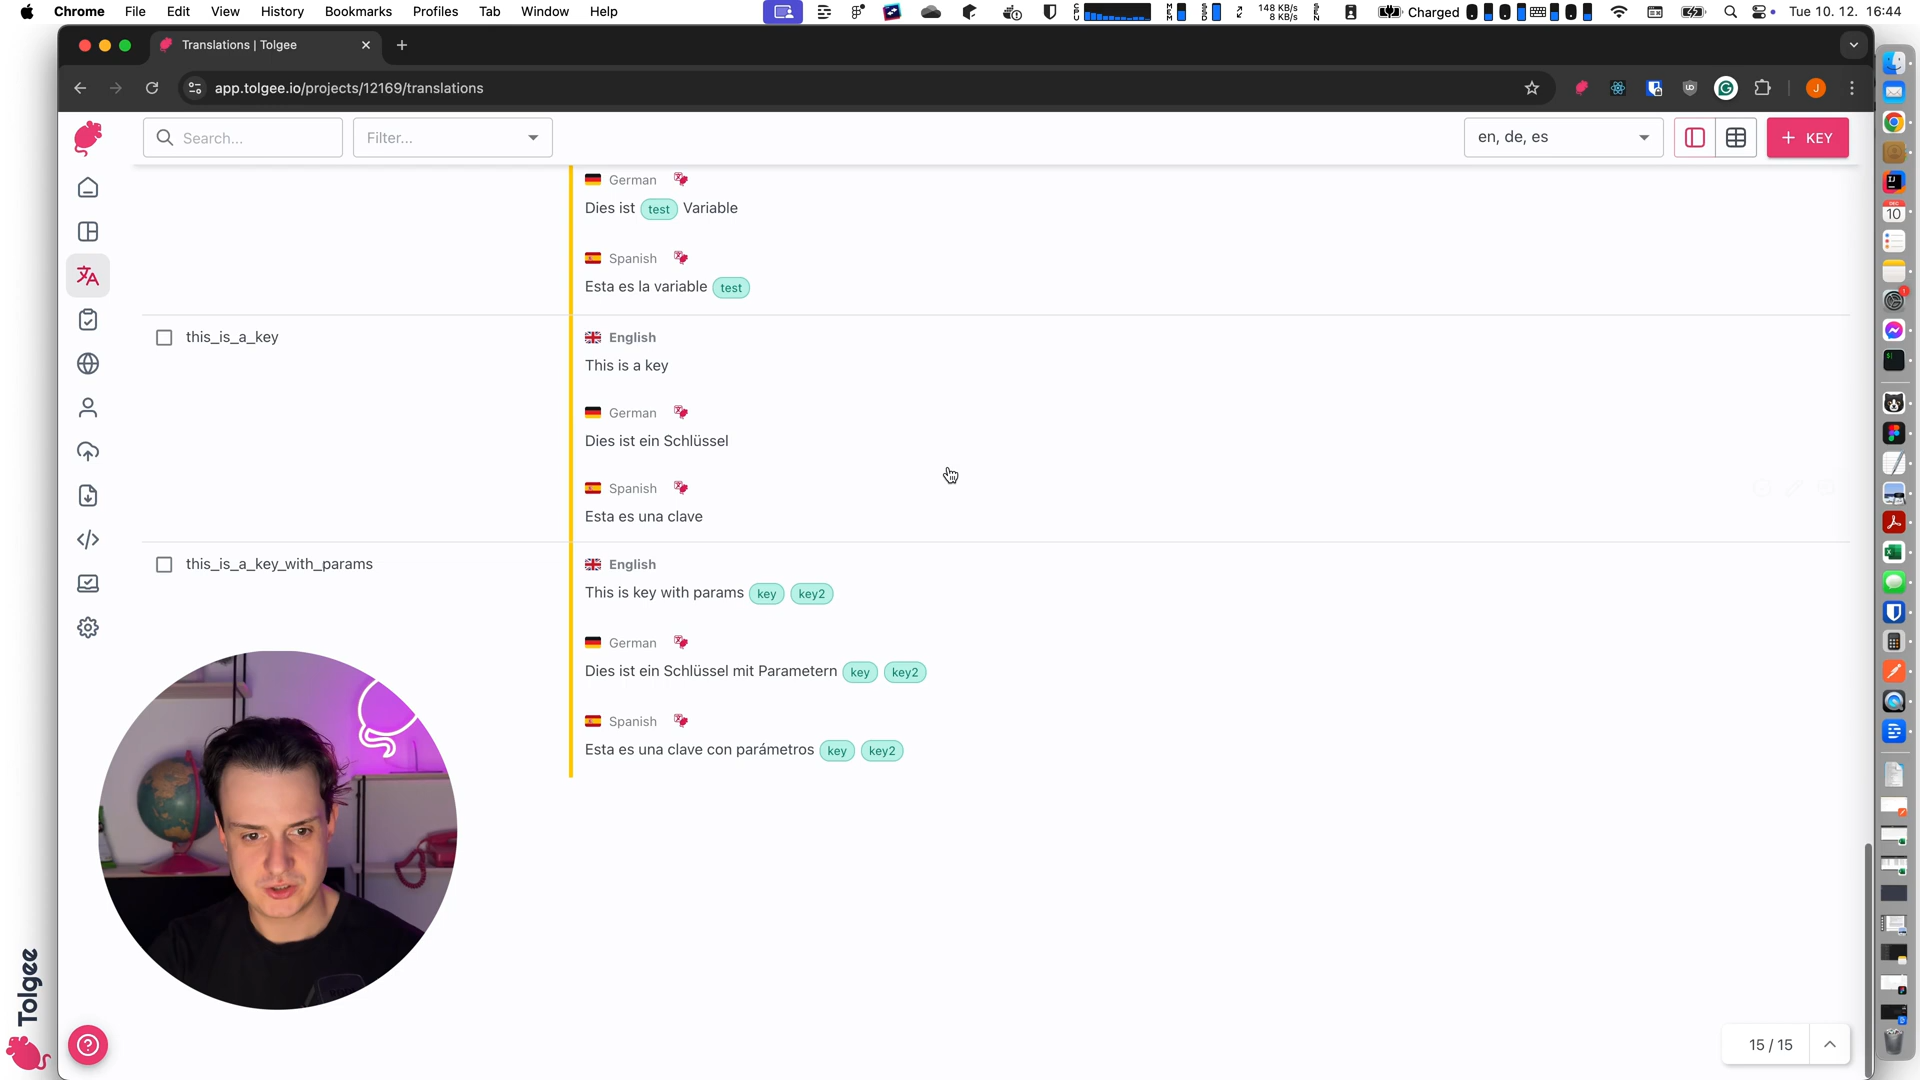 Chrome File Edit View History Bookmarks Profiles Tab Window Help
148 KB/s
8 KB/s
Charged
Tue 10. 12. 16:44
Translations | Tolgee
app.tolgee.io/projects/12169/translations
Search...
Filter...
en, de, es
+ KEY
German
Dies ist test Variable
Spanish
Esta es la variable test
this_is_a_key
English
This is a key
German
Dies ist ein Schlüssel
Spanish
Esta es una clave
this_is_a_key_with_params
English
This is key with params key key2
German
Dies ist ein Schlüssel mit Parametern key key2
Spanish
Esta es una clave con parámetros key key2
15 / 15
Tolgee